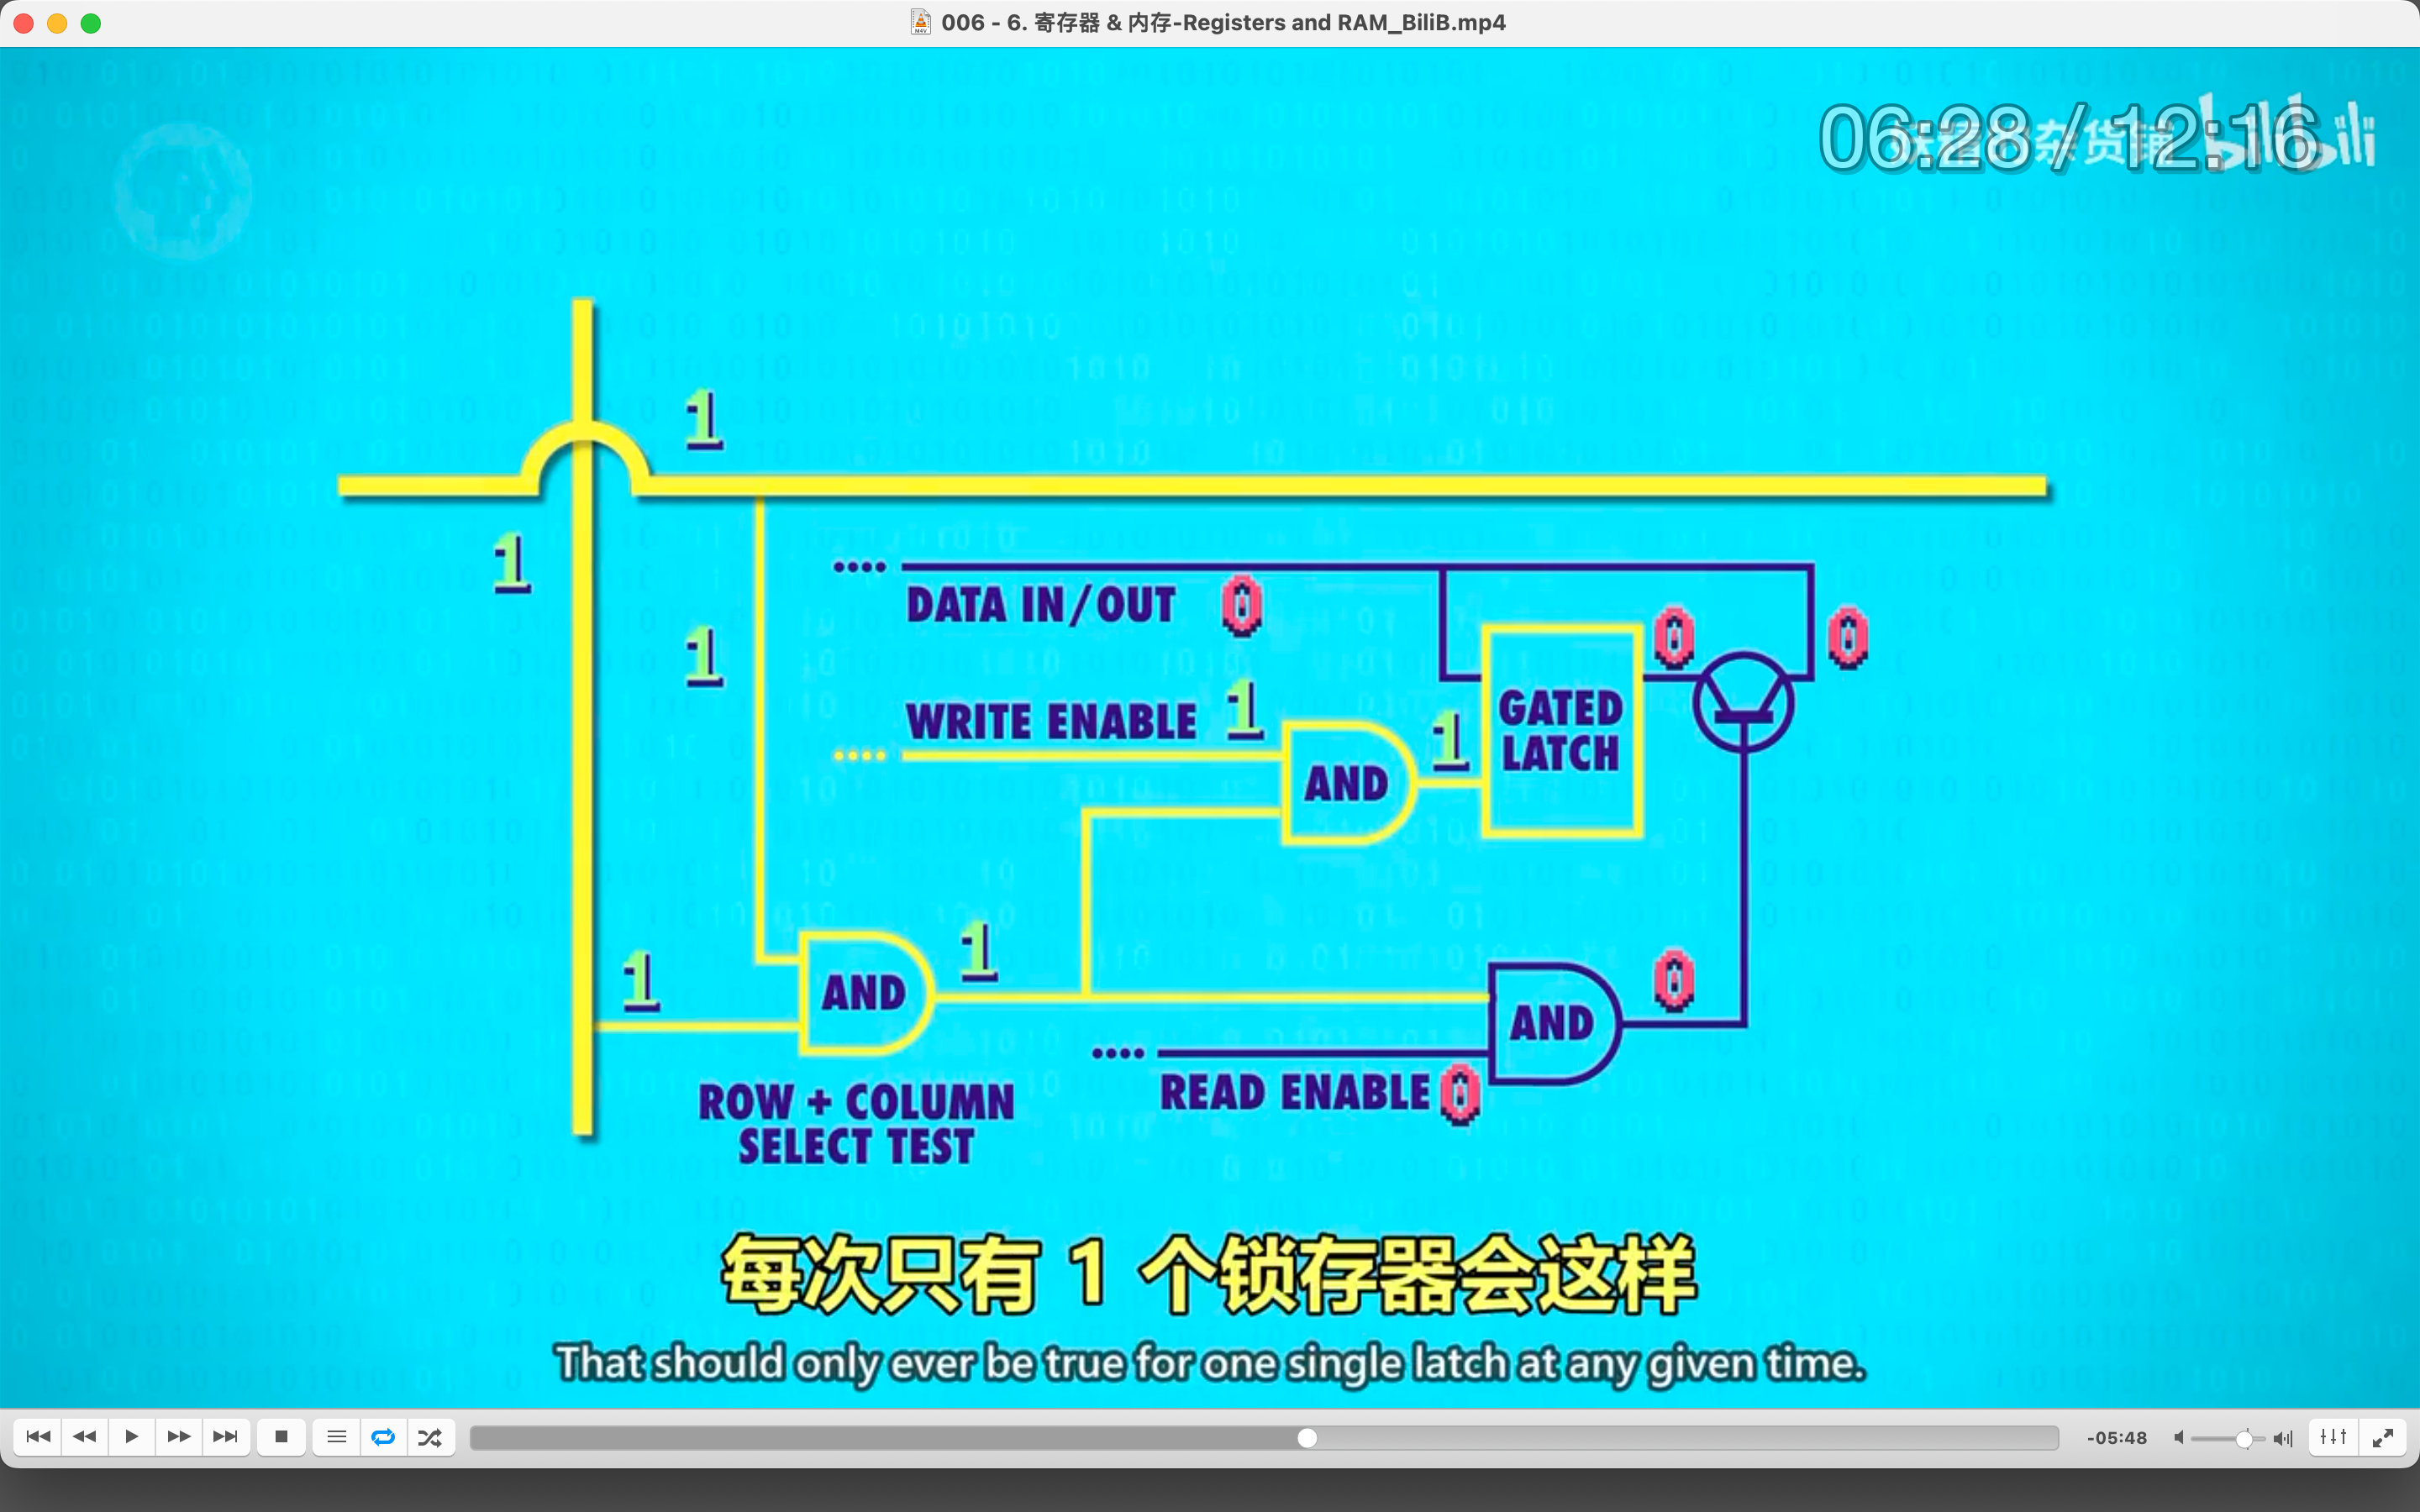 006 - 6. 寄存器 & 内存-Registers and RAM_BiliB.mp4
06:28 / 12:16
bilibili
1
1
DATA IN/OUT 0
0
0
1
WRITE ENABLE 1
1
GATED
LATCH
AND
1
1
AND
0
AND
READ ENABLE 0
ROW + COLUMN
SELECT TEST
每次只有 1 个锁存器会这样
That should only ever be true for one single latch at any given time.
-05:48